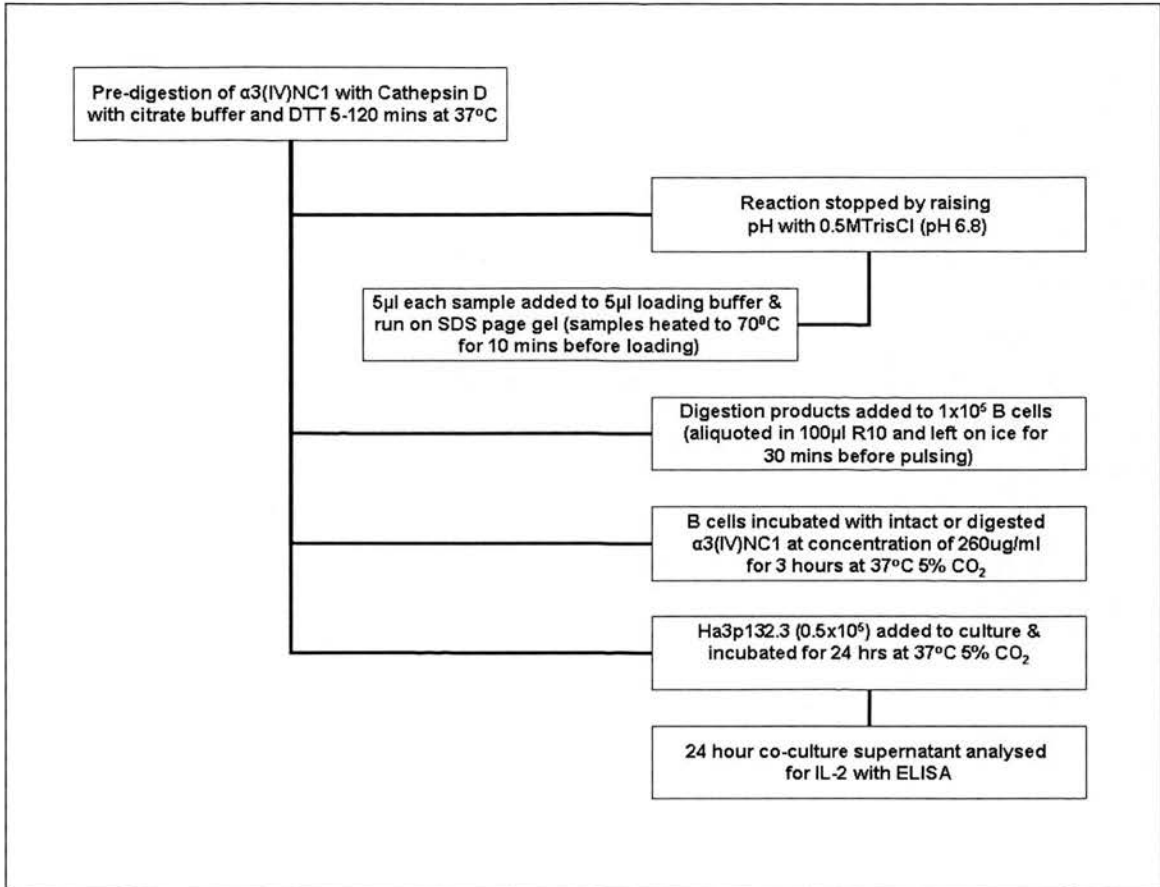 Pre-digestion of α3(IV)NC1 with Cathepsin D
with citrate buffer and DTT 5-120 mins at 37ºC
Reaction stopped by raising
pH with 0.5MTrisCl (pH 6.8)
5µl each sample added to 5µl loading buffer &
run on SDS page gel (samples heated to 70⁰C
for 10 mins before loading)
Digestion products added to 1x10⁵ B cells
(aliquoted in 100µl R10 and left on ice for
30 mins before pulsing)
B cells incubated with intact or digested
α3(IV)NC1 at concentration of 260ug/ml
for 3 hours at 37ºC 5% CO₂
Ha3p132.3 (0.5x10⁵) added to culture &
incubated for 24 hrs at 37ºC 5% CO₂
24 hour co-culture supernatant analysed
for IL-2 with ELISA